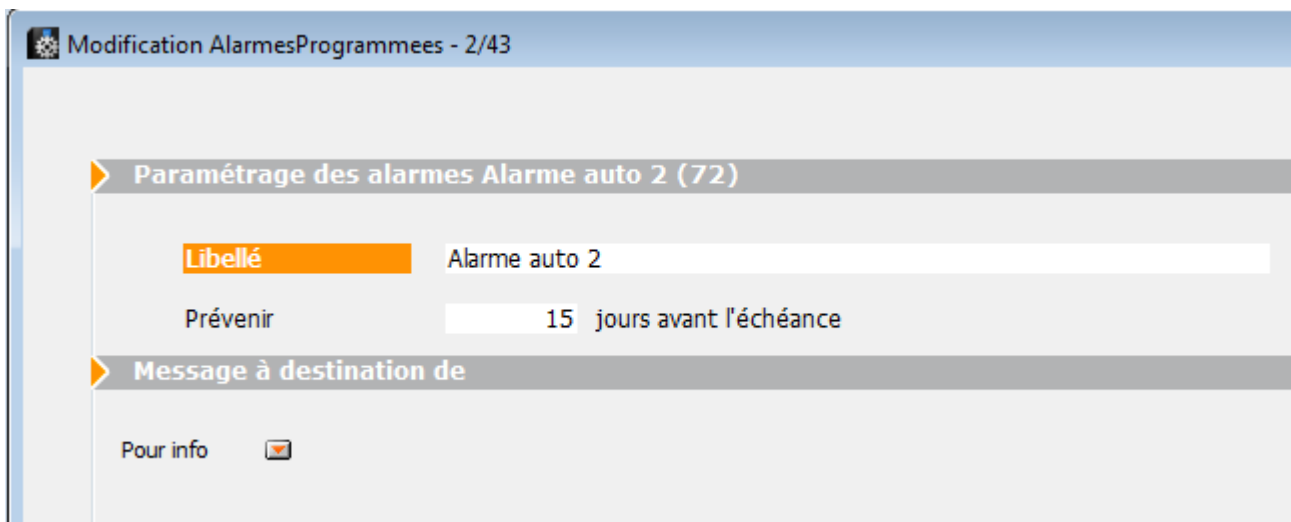 Modification AlarmesProgrammees - 2/43
Paramétrage des alarmes Alarme auto 2 (72)
Libellé Alarme auto 2
Prévenir 15 jours avant l'échéance
Message à destination de
Pour info